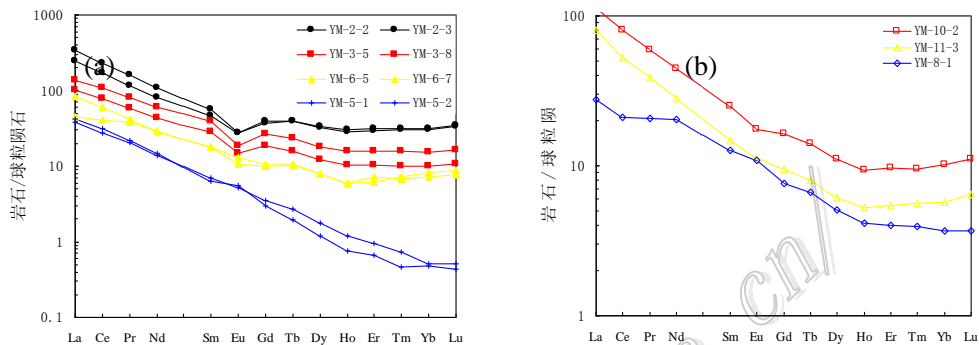 1000
100
10
1
0.1
岩石/球粒陨石
(a)
YM-2-2 YM-2-3
YM-3-5 YM-3-8
YM-6-5 YM-6-7
YM-5-1 YM-5-2
La Ce Pr Nd Sm Eu Gd Tb Dy Ho Er Tm Yb Lu
100
10
1
岩石/球粒陨
(b)
YM-10-2
YM-11-3
YM-8-1
cn/
La Ce Pr Nd Sm Eu Gd Tb Dy Ho Er Tm Yb Lu